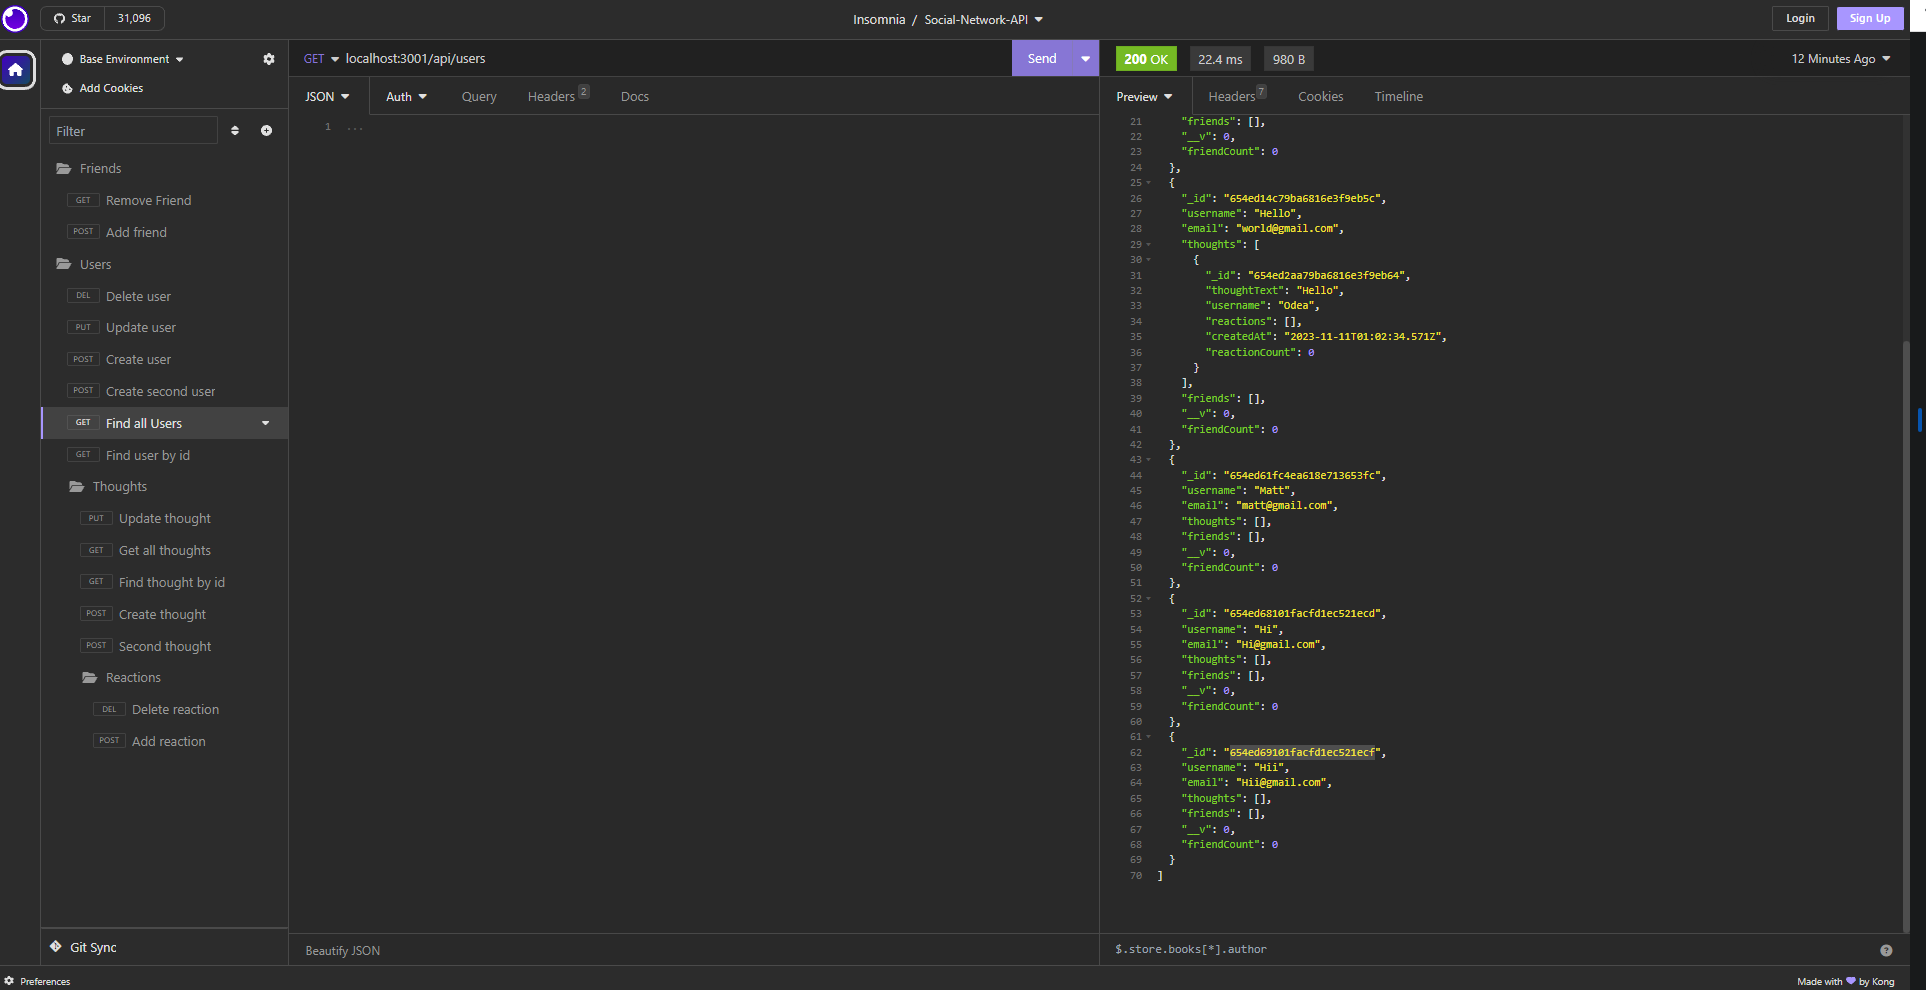 Star 31,096
Insomnia / Social-Network-API
Login Sign Up
Base Environment
Add Cookies
Filter
Friends
GET Remove Friend
POST Add friend
Users
DEL Delete user
PUT Update user
POST Create user
POST Create second user
GET Find all Users
GET Find user by id
Thoughts
PUT Update thought
GET Get all thoughts
GET Find thought by id
POST Create thought
POST Second thought
Reactions
DEL Delete reaction
POST Add reaction
Git Sync
Preferences
GET localhost:3001/api/users
Send
JSON Auth Query Headers 2 Docs
1 ...
Beautify JSON
200 OK 22.4 ms 980 B 12 Minutes Ago
Preview Headers 7 Cookies Timeline
21 "friends": [],
22 "__v": 0,
23 "friendCount": 0
24 },
25 {
26 "_id": "654ed14c79ba6816e3f9eb5c",
27 "username": "Hello",
28 "email": "world@gmail.com",
29 "thoughts": [
30 {
31 "_id": "654ed2aa79ba6816e3f9eb64",
32 "thoughtText": "Hello",
33 "username": "Odea",
34 "reactions": [],
35 "createdAt": "2023-11-11T01:02:34.571Z",
36 "reactionCount": 0
37 }
38 ],
39 "friends": [],
40 "__v": 0,
41 "friendCount": 0
42 },
43 {
44 "_id": "654ed61fc4ea618e713653fc",
45 "username": "Matt",
46 "email": "matt@gmail.com",
47 "thoughts": [],
48 "friends": [],
49 "__v": 0,
50 "friendCount": 0
51 },
52 {
53 "_id": "654ed68101facfd1ec521ecd",
54 "username": "Hi",
55 "email": "Hi@gmail.com",
56 "thoughts": [],
57 "friends": [],
58 "__v": 0,
59 "friendCount": 0
60 },
61 {
62 "_id": "654ed69101facfd1ec521ecf",
63 "username": "Hii",
64 "email": "Hii@gmail.com",
65 "thoughts": [],
66 "friends": [],
67 "__v": 0,
68 "friendCount": 0
69 }
70 ]
$.store.books[*].author
Made with 💜 by Kong